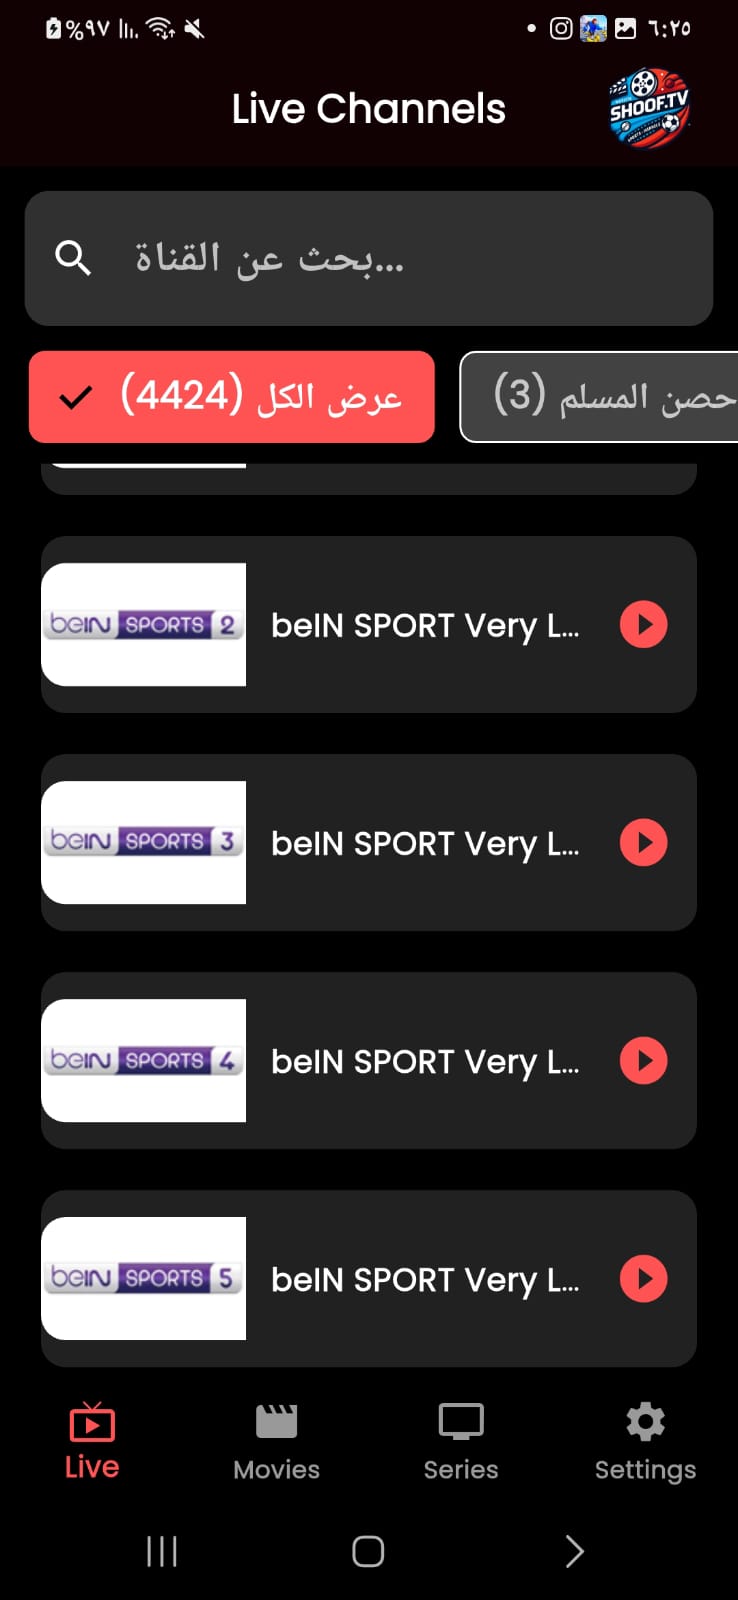 %٩٧
٦:٢٥
Live Channels
SHOOF.TV
بحث عن القناة...
عرض الكل (4424)
حصن المسلم (3)
beIN SPORTS 2
beIN SPORT Very L...
beIN SPORTS 3
beIN SPORT Very L...
beIN SPORTS 4
beIN SPORT Very L...
beIN SPORTS 5
beIN SPORT Very L...
Live
Movies
Series
Settings